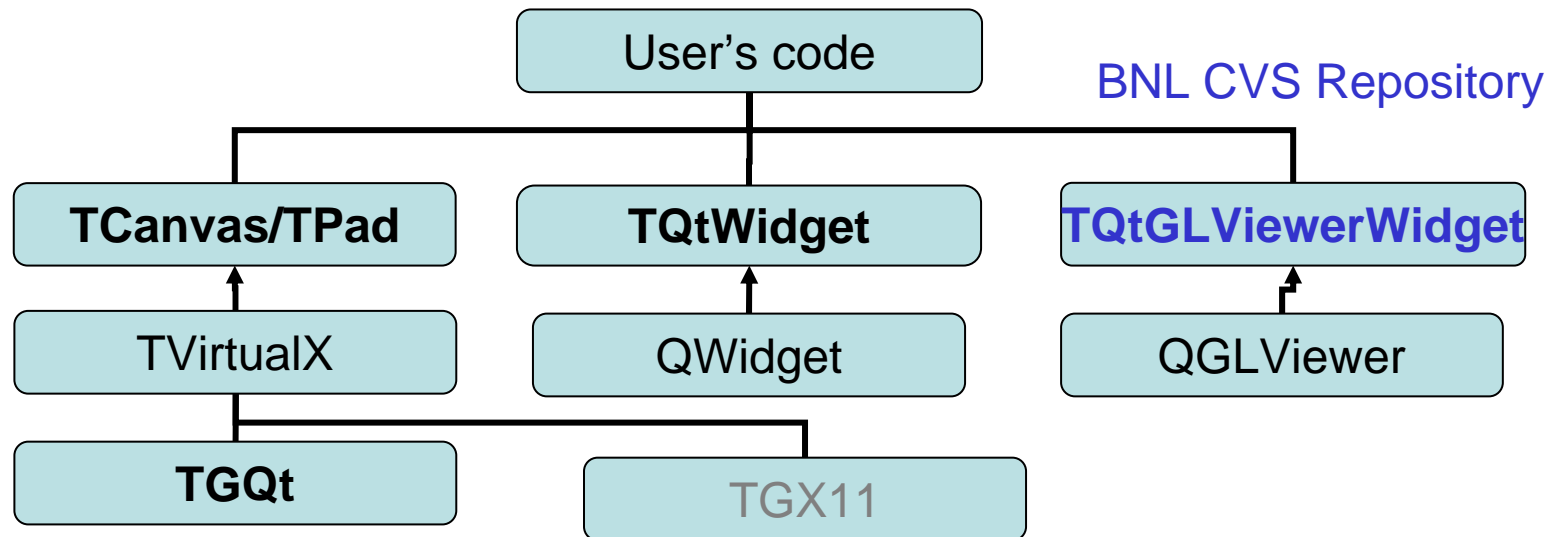 User’s code
BNL CVS Repository
TCanvas/TPad
TQtWidget
TQtGLViewerWidget
TVirtualX
QWidget
QGLViewer
TGQt
TGX11